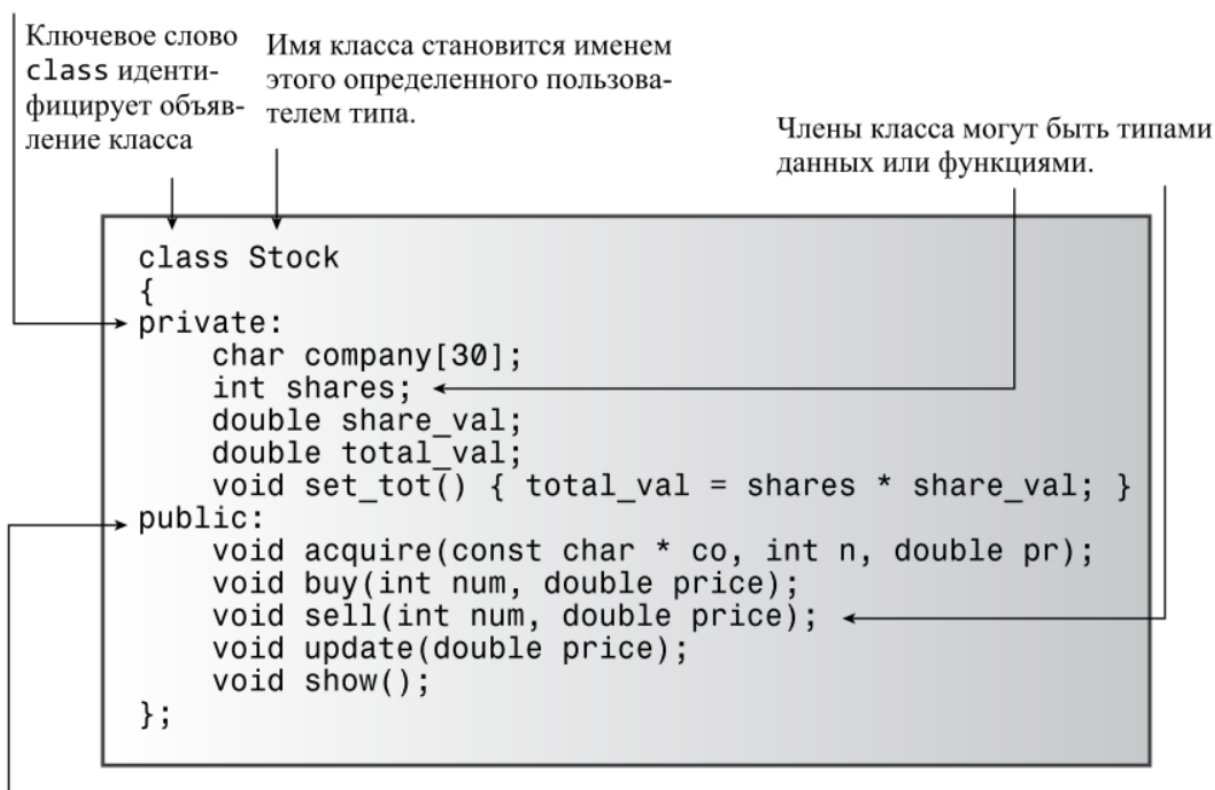 Ключевое слово
class иденти-
фицирует объяв-
ление класса
Имя класса становится именем
этого определенного пользова-
телем типа.
Члены класса могут быть типами
данных или функциями.
class Stock
{
private:
    char company[30];
    int shares;
    double share_val;
    double total_val;
    void set_tot() { total_val = shares * share_val; }
public:
    void acquire(const char * co, int n, double pr);
    void buy(int num, double price);
    void sell(int num, double price);
    void update(double price);
    void show();
};